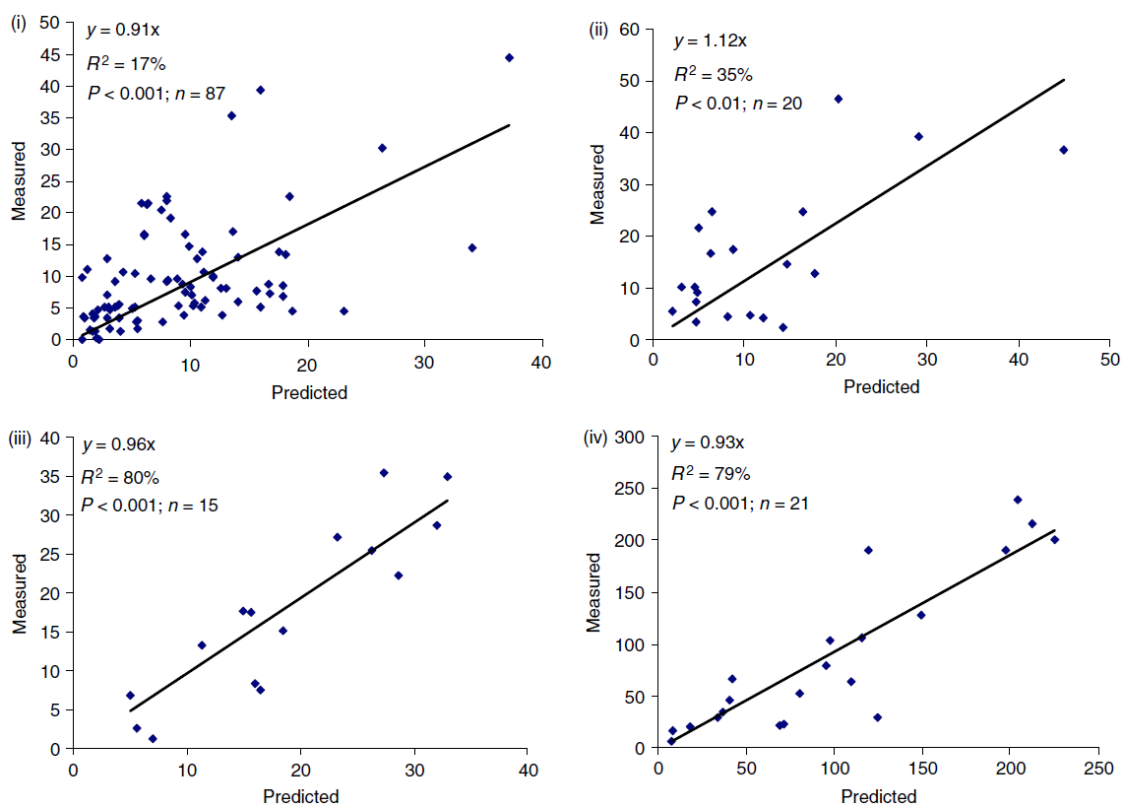 (i)
y = 0.91x
R² = 17%
P < 0.001; n = 87
Measured
50
45
40
35
30
25
20
15
10
5
0
0 10 20 30 40
Predicted
(ii)
y = 1.12x
R² = 35%
P < 0.01; n = 20
Measured
60
50
40
30
20
10
0
0 10 20 30 40 50
Predicted
(iii)
y = 0.96x
R² = 80%
P < 0.001; n = 15
Measured
40
35
30
25
20
15
10
5
0
0 10 20 30 40
Predicted
(iv)
y = 0.93x
R² = 79%
P < 0.001; n = 21
Measured
300
250
200
150
100
50
0
0 50 100 150 200 250
Predicted